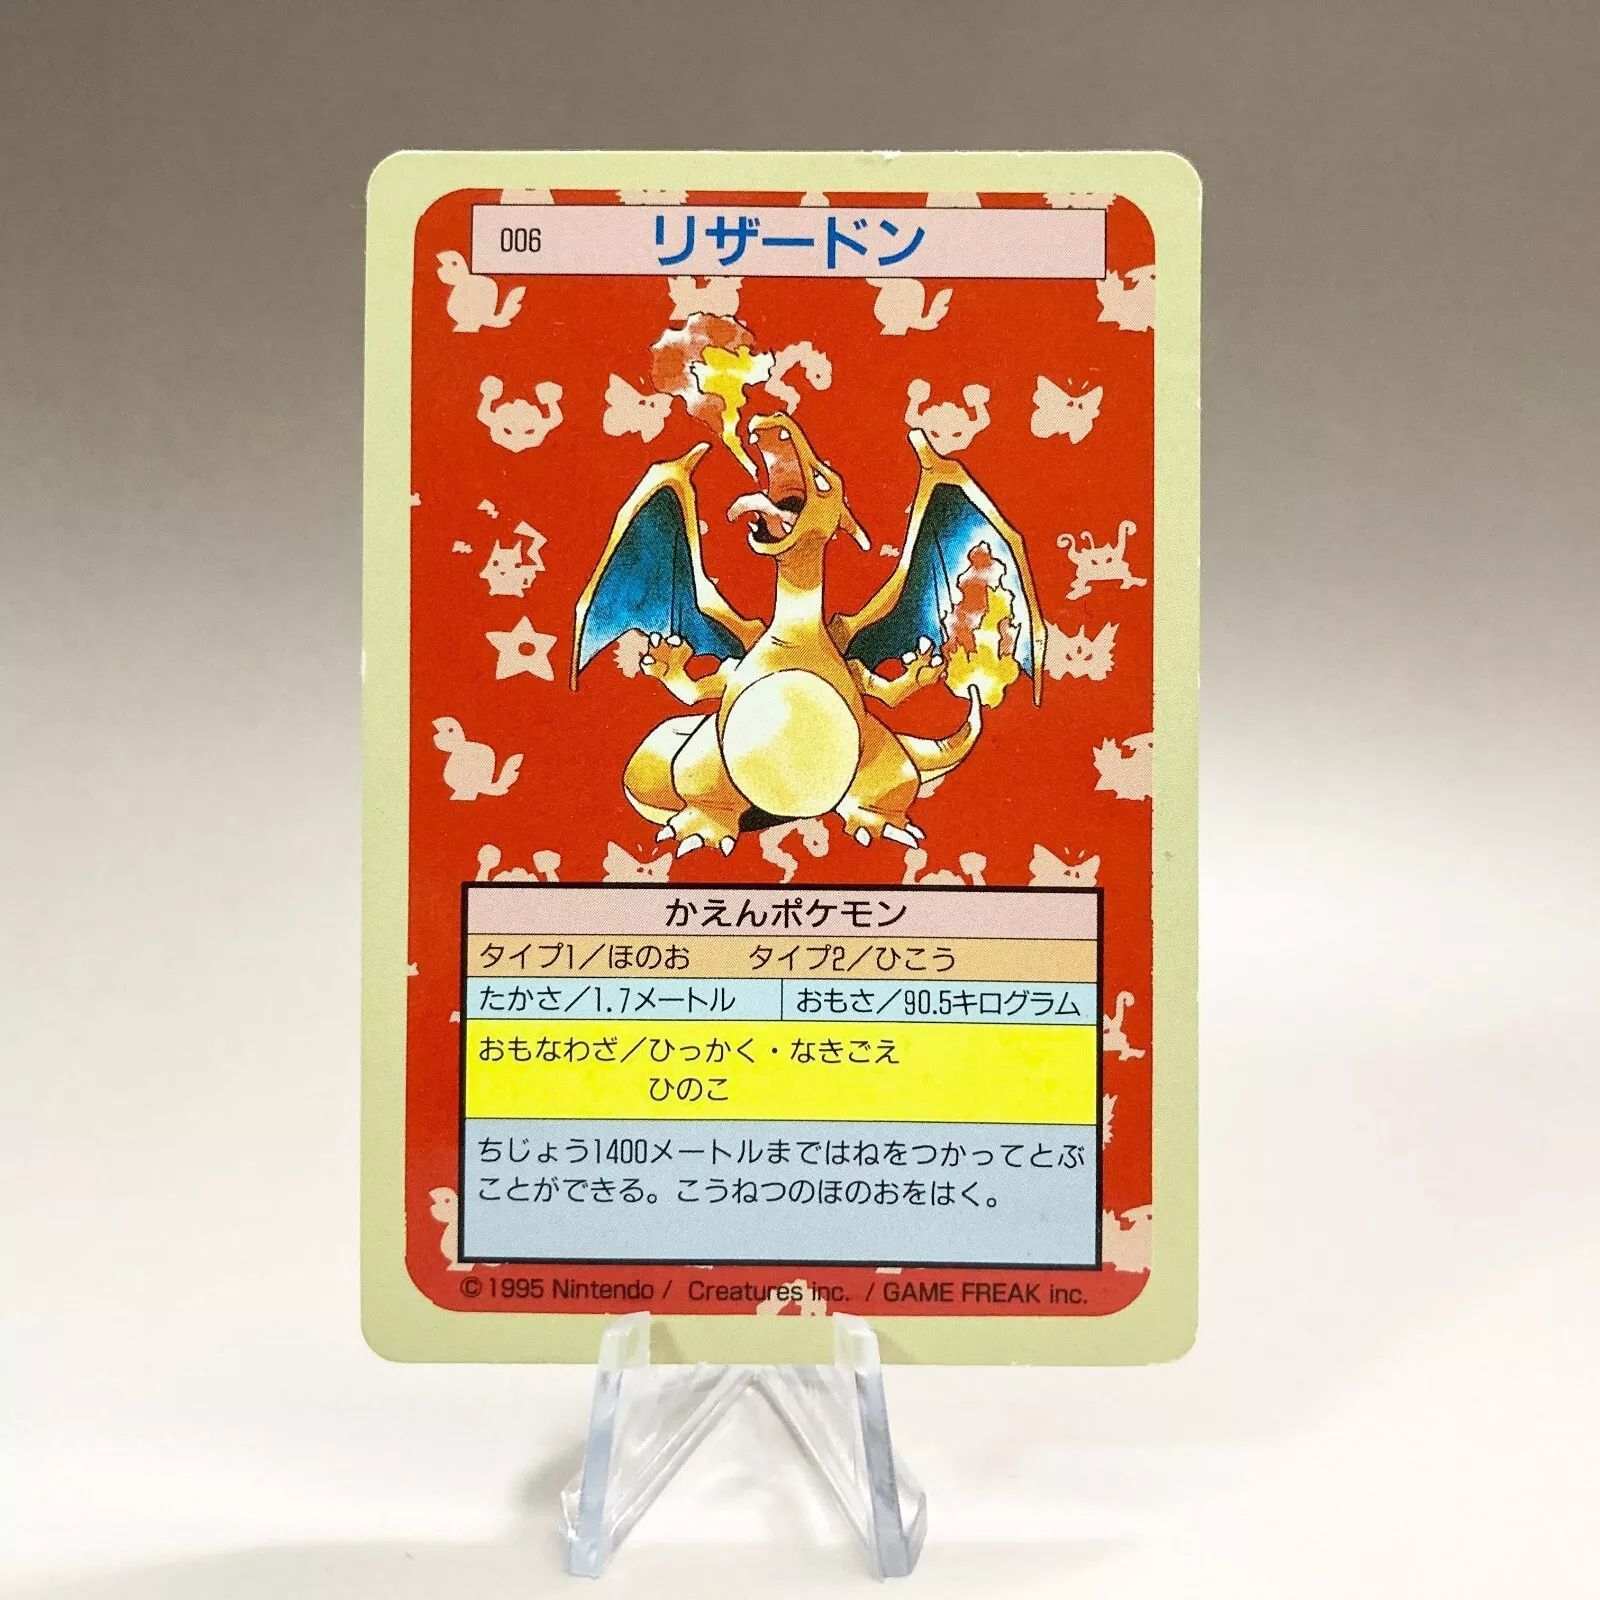 006 リザードン
かえんポケモン
タイプ1／ほのお タイプ2／ひこう
たかさ／1.7メートル おもさ／90.5キログラム
おもなわざ／ひっかく・なきごえ
ひのこ
ちじょう1400メートルまではねをつかってとぶ
ことができる。こうねつのほのおをはく。
©1995 Nintendo / Creatures inc. / GAME FREAK inc.